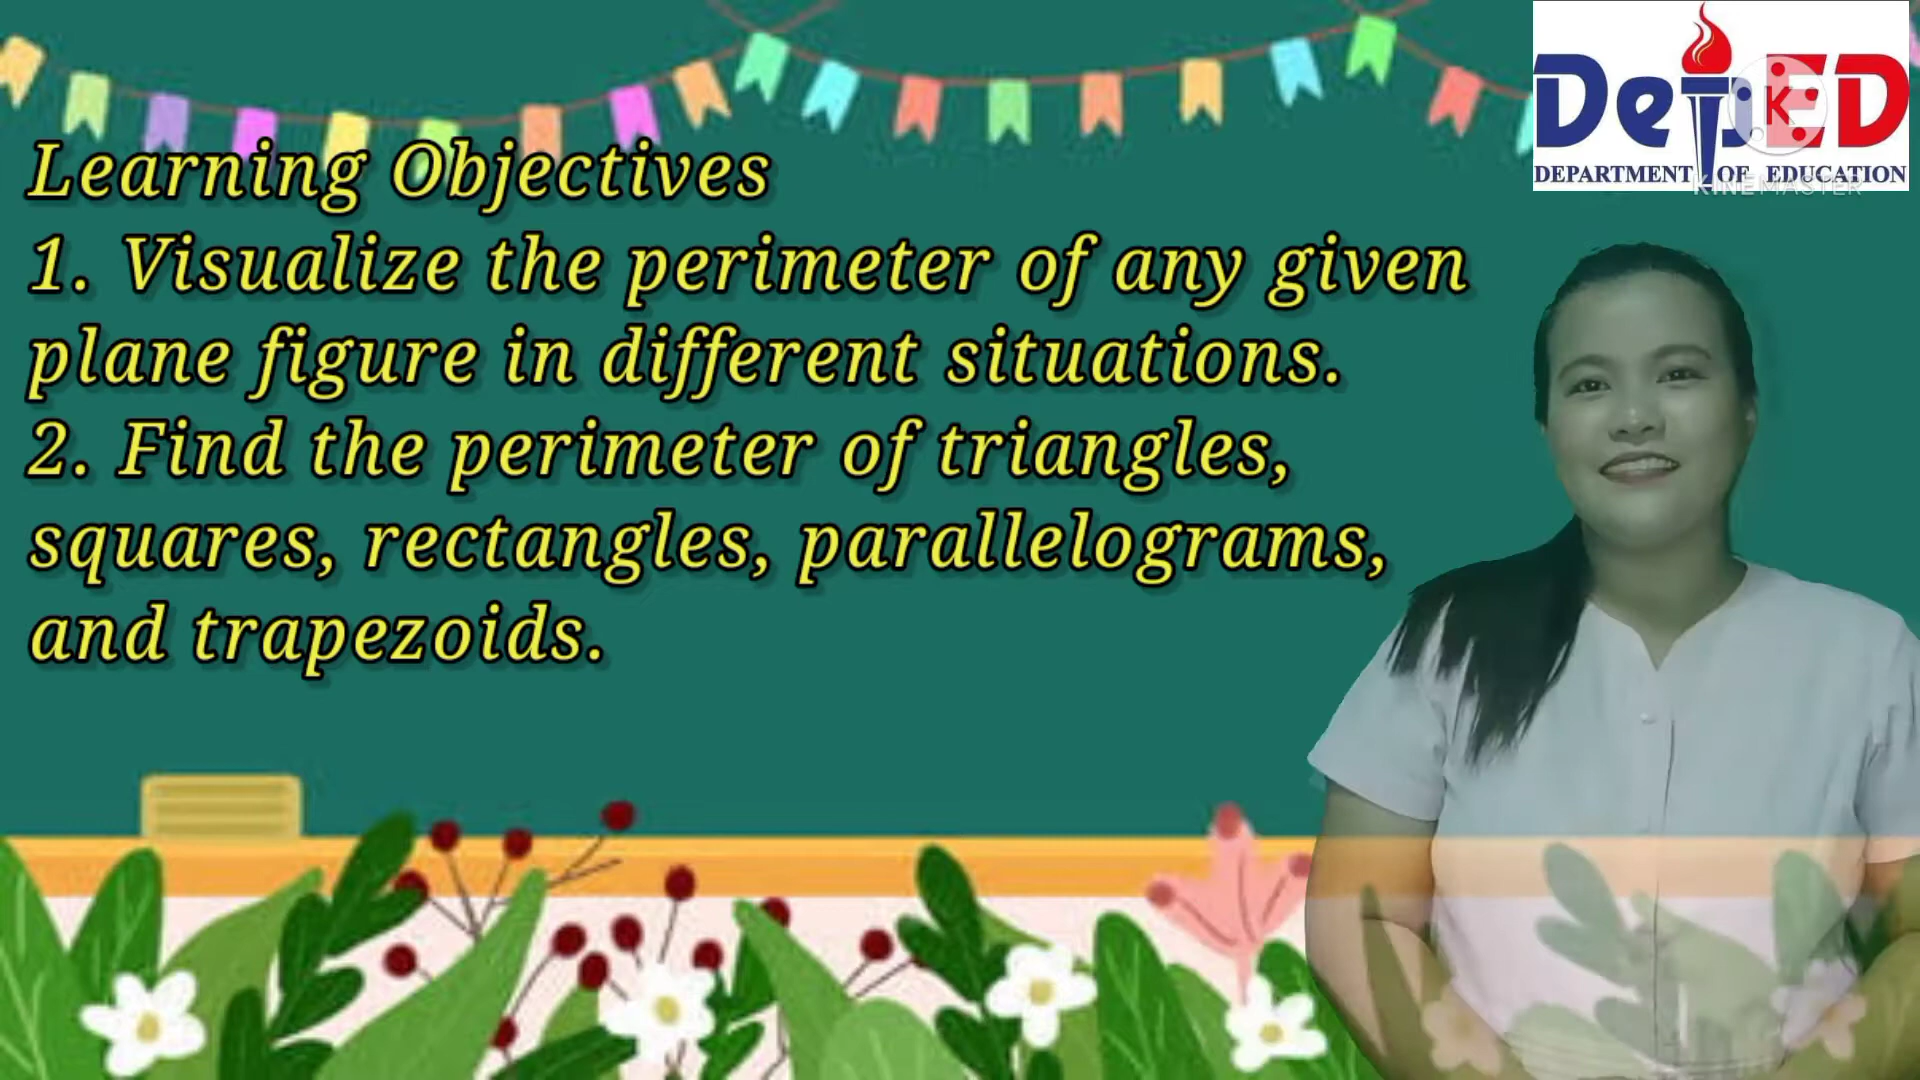 DepED
DEPARTMENT OF EDUCATION
K
KINEMASTER
Learning Objectives
1. Visualize the perimeter of any given
plane figure in different situations.
2. Find the perimeter of triangles,
squares, rectangles, parallelograms,
and trapezoids.